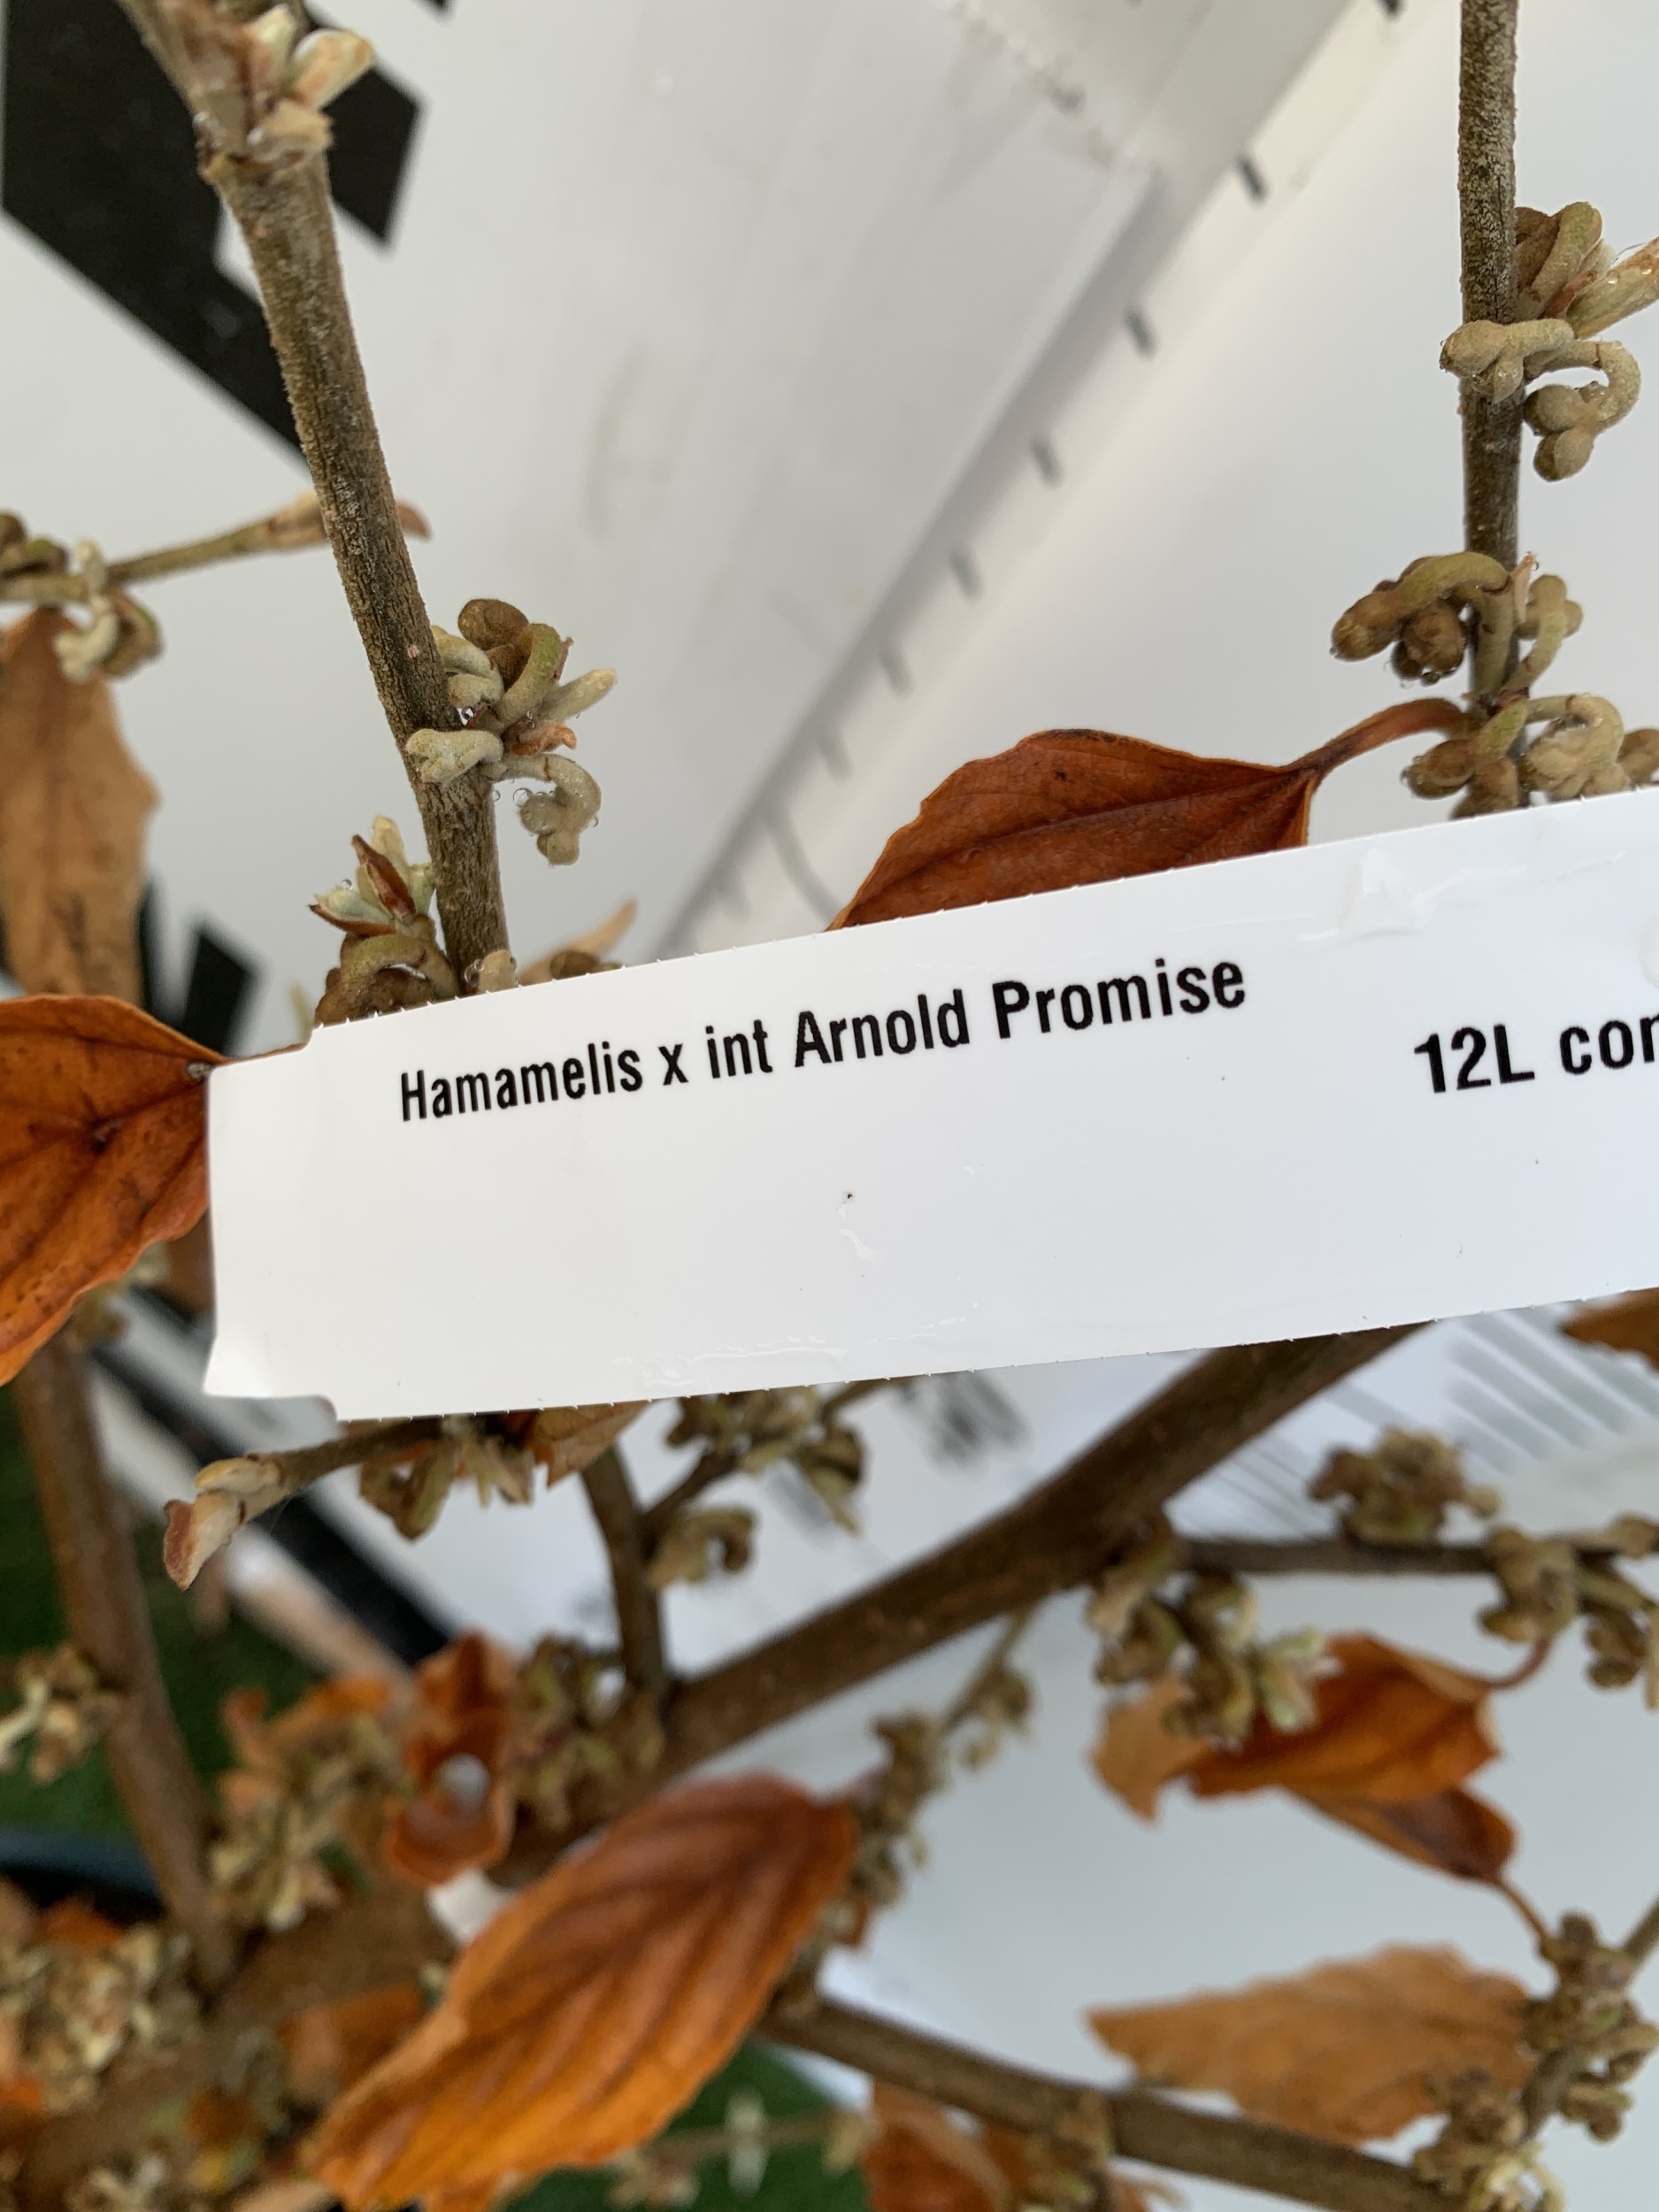 Hamamelis x int Arnold Promise
12L